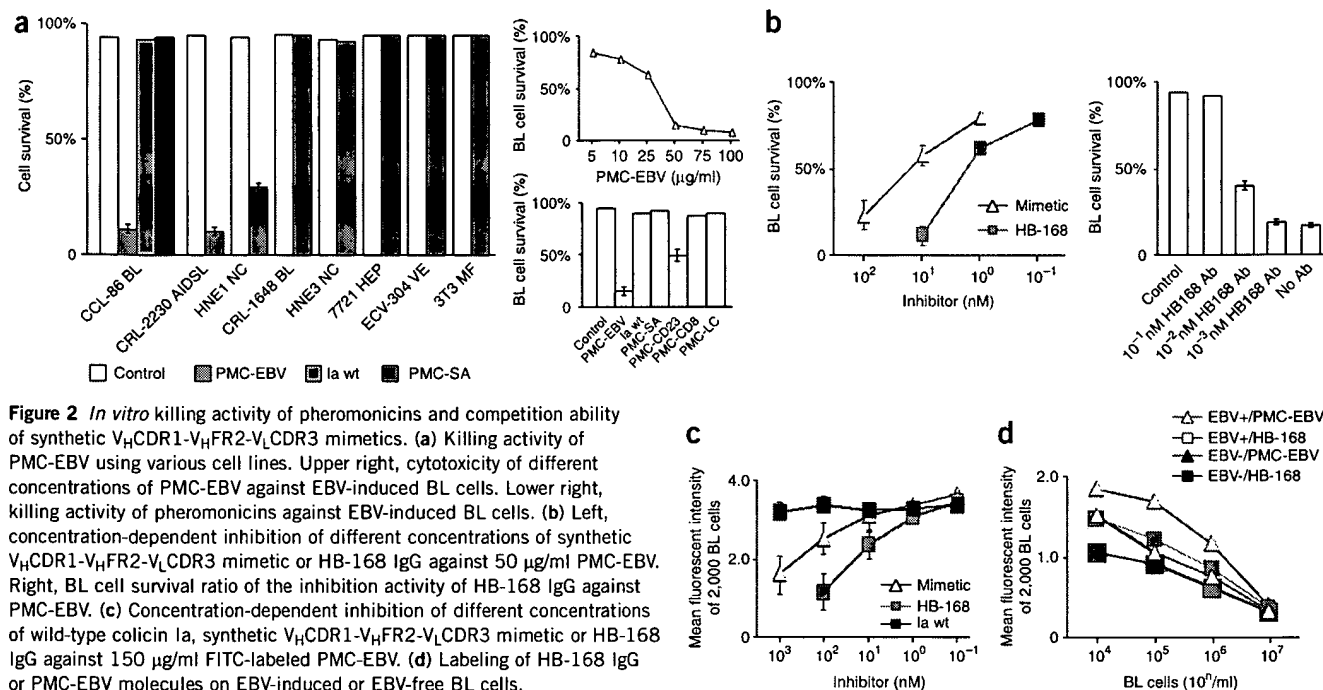 a
Cell survival (%)
100%
50%
0
CCL-86 BL
CRL-2230 AIDSL
HNE1 NC
CRL-1648 BL
HNE3 NC
7721 HEP
ECV-304 VE
3T3 MF
Control
PMC-EBV
Ia wt
PMC-SA
BL cell survival (%)
100%
50%
0
5 10 25 50 75 100
PMC-EBV (µg/ml)
BL cell survival (%)
100%
50%
0
Control
PMC-EBV
Ia wt
PMC-SA
PMC-CD23
PMC-CD8
PMC-LC
b
BL cell survival (%)
100%
50%
0
Mimetic
HB-168
10² 10¹ 10⁰ 10⁻¹
Inhibitor (nM)
BL cell survival (%)
100%
50%
0
Control
10⁻¹ nM HB168 Ab
10⁻² nM HB168 Ab
10⁻³ nM HB168 Ab
No Ab
Figure 2 In vitro killing activity of pheromonicins and competition ability
of synthetic VHCDR1-VHFR2-VLCDR3 mimetics. (a) Killing activity of
PMC-EBV using various cell lines. Upper right, cytotoxicity of different
concentrations of PMC-EBV against EBV-induced BL cells. Lower right,
killing activity of pheromonicins against EBV-induced BL cells. (b) Left,
concentration-dependent inhibition of different concentrations of synthetic
VHCDR1-VHFR2-VLCDR3 mimetic or HB-168 IgG against 50 µg/ml PMC-EBV.
Right, BL cell survival ratio of the inhibition activity of HB-168 IgG against
PMC-EBV. (c) Concentration-dependent inhibition of different concentrations
of wild-type colicin Ia, synthetic VHCDR1-VHFR2-VLCDR3 mimetic or HB-168
IgG against 150 µg/ml FITC-labeled PMC-EBV. (d) Labeling of HB-168 IgG
or PMC-EBV molecules on EBV-induced or EBV-free BL cells.
c
Mean fluorescent intensity
of 2,000 BL cells
4.0
2.0
0
Mimetic
HB-168
Ia wt
10³ 10² 10¹ 10⁰ 10⁻¹
Inhibitor (nM)
d
EBV+/PMC-EBV
EBV+/HB-168
EBV-/PMC-EBV
EBV-/HB-168
Mean fluorescent intensity
of 2,000 BL cells
2.0
1.0
0
10⁴ 10⁵ 10⁶ 10⁷
BL cells (10ⁿ/ml)